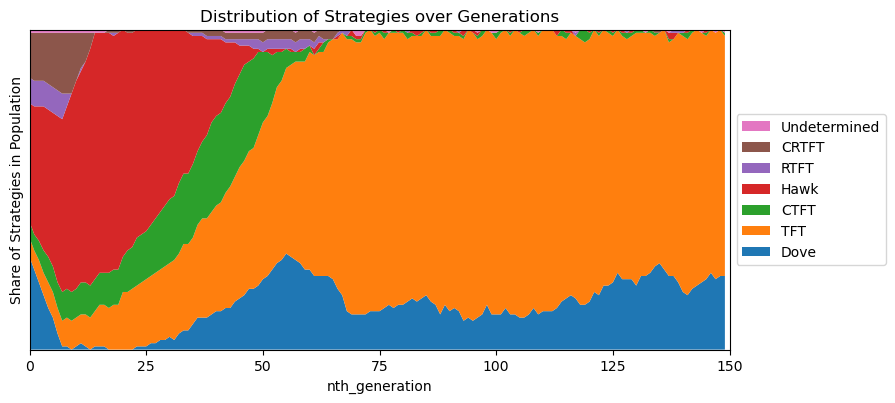 Distribution of Strategies over Generations
Share of Strategies in Population
Undetermined
CRTFT
RTFT
Hawk
CTFT
TFT
Dove
0 25 50 75 100 125 150
nth_generation